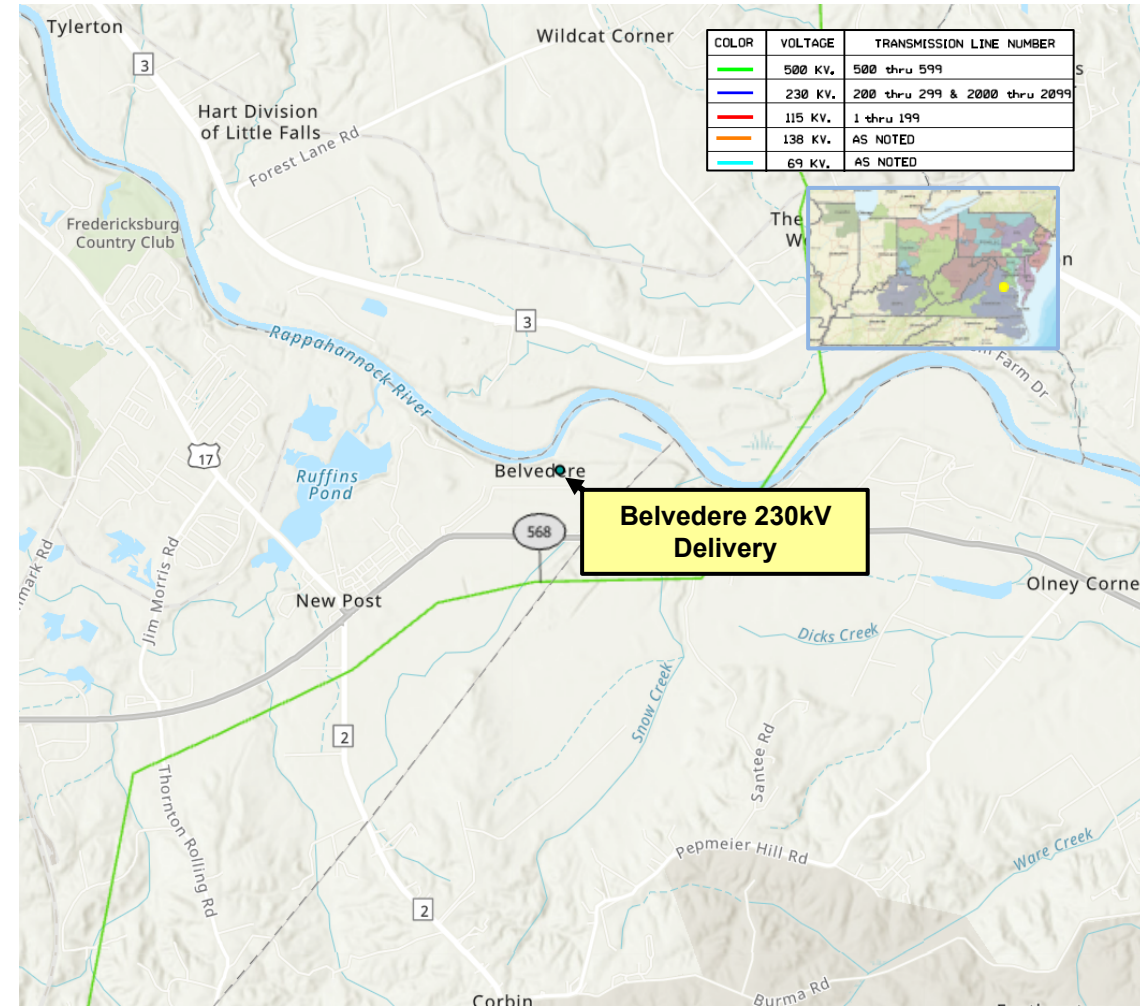 Tylerton
Wildcat Corner
3
Hart Division
of Little Falls
Forest Lane Rd
COLOR VOLTAGE TRANSMISSION LINE NUMBER
500 KV. 500 thru 599
230 KV. 200 thru 299 & 2000 thru 2099
115 KV. 1 thru 199
138 KV. AS NOTED
69 KV. AS NOTED
Fredericksburg
Country Club
The
3
Rappahannock River
Farm Dr
17
Ruffins
Pond
Belvedere
Belvedere 230kV
Delivery
568
Jim Morris Rd
New Post
Olney Corne
Dicks Creek
Snow Creek
2
Santee Rd
Thornton Rolling Rd
Pepmeier Hill Rd
Ware Creek
2
Corbin
Burma Rd